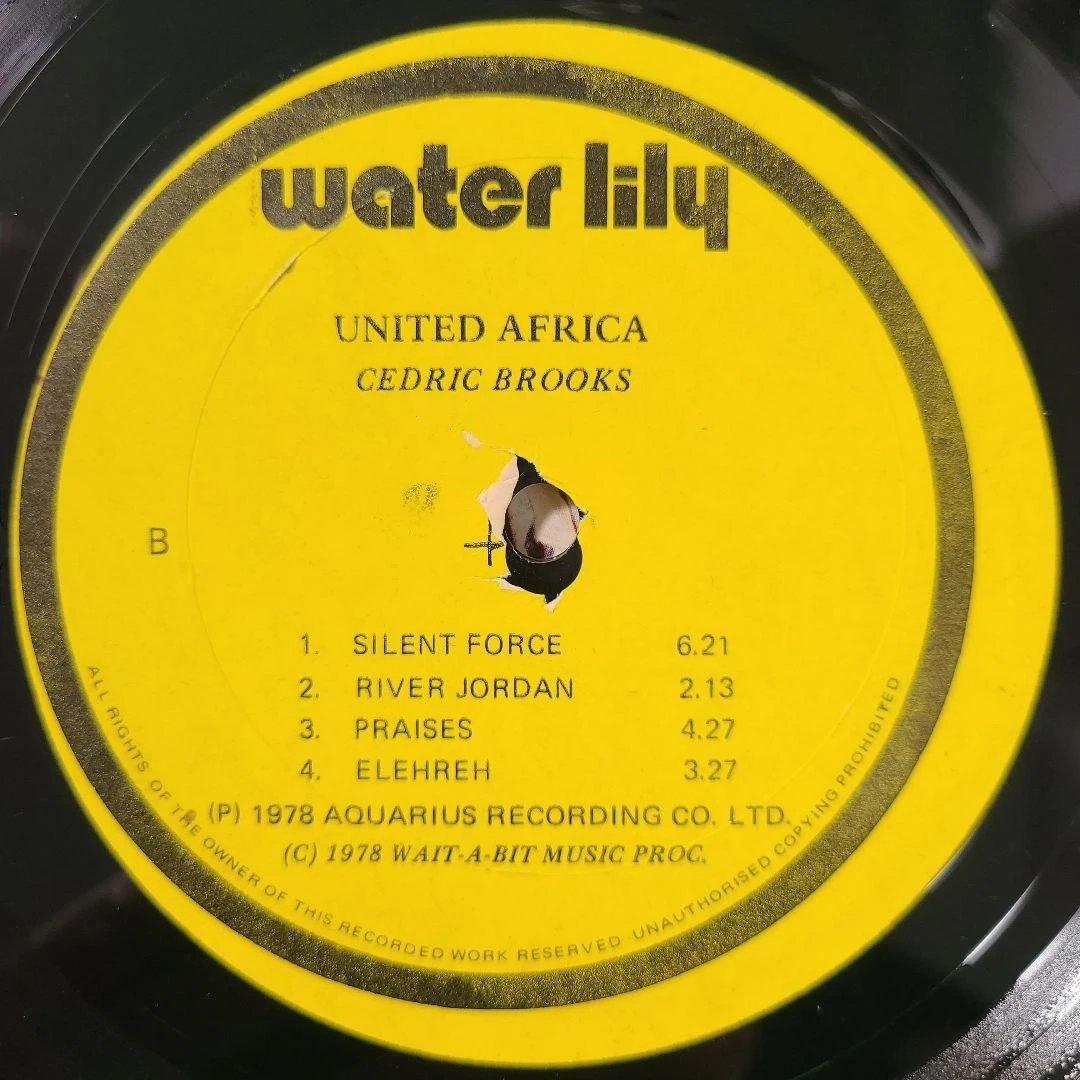 water lily
UNITED AFRICA
CEDRIC BROOKS
B
1. SILENT FORCE 6.21
2. RIVER JORDAN 2.13
3. PRAISES 4.27
4. ELEHREH 3.27
(P) 1978 AQUARIUS RECORDING CO. LTD.
(C) 1978 WAIT-A-BIT MUSIC PROC.
ALL RIGHTS OF THE OWNER OF THIS RECORDED WORK RESERVED UNAUTHORISED COPYING PROHIBITED